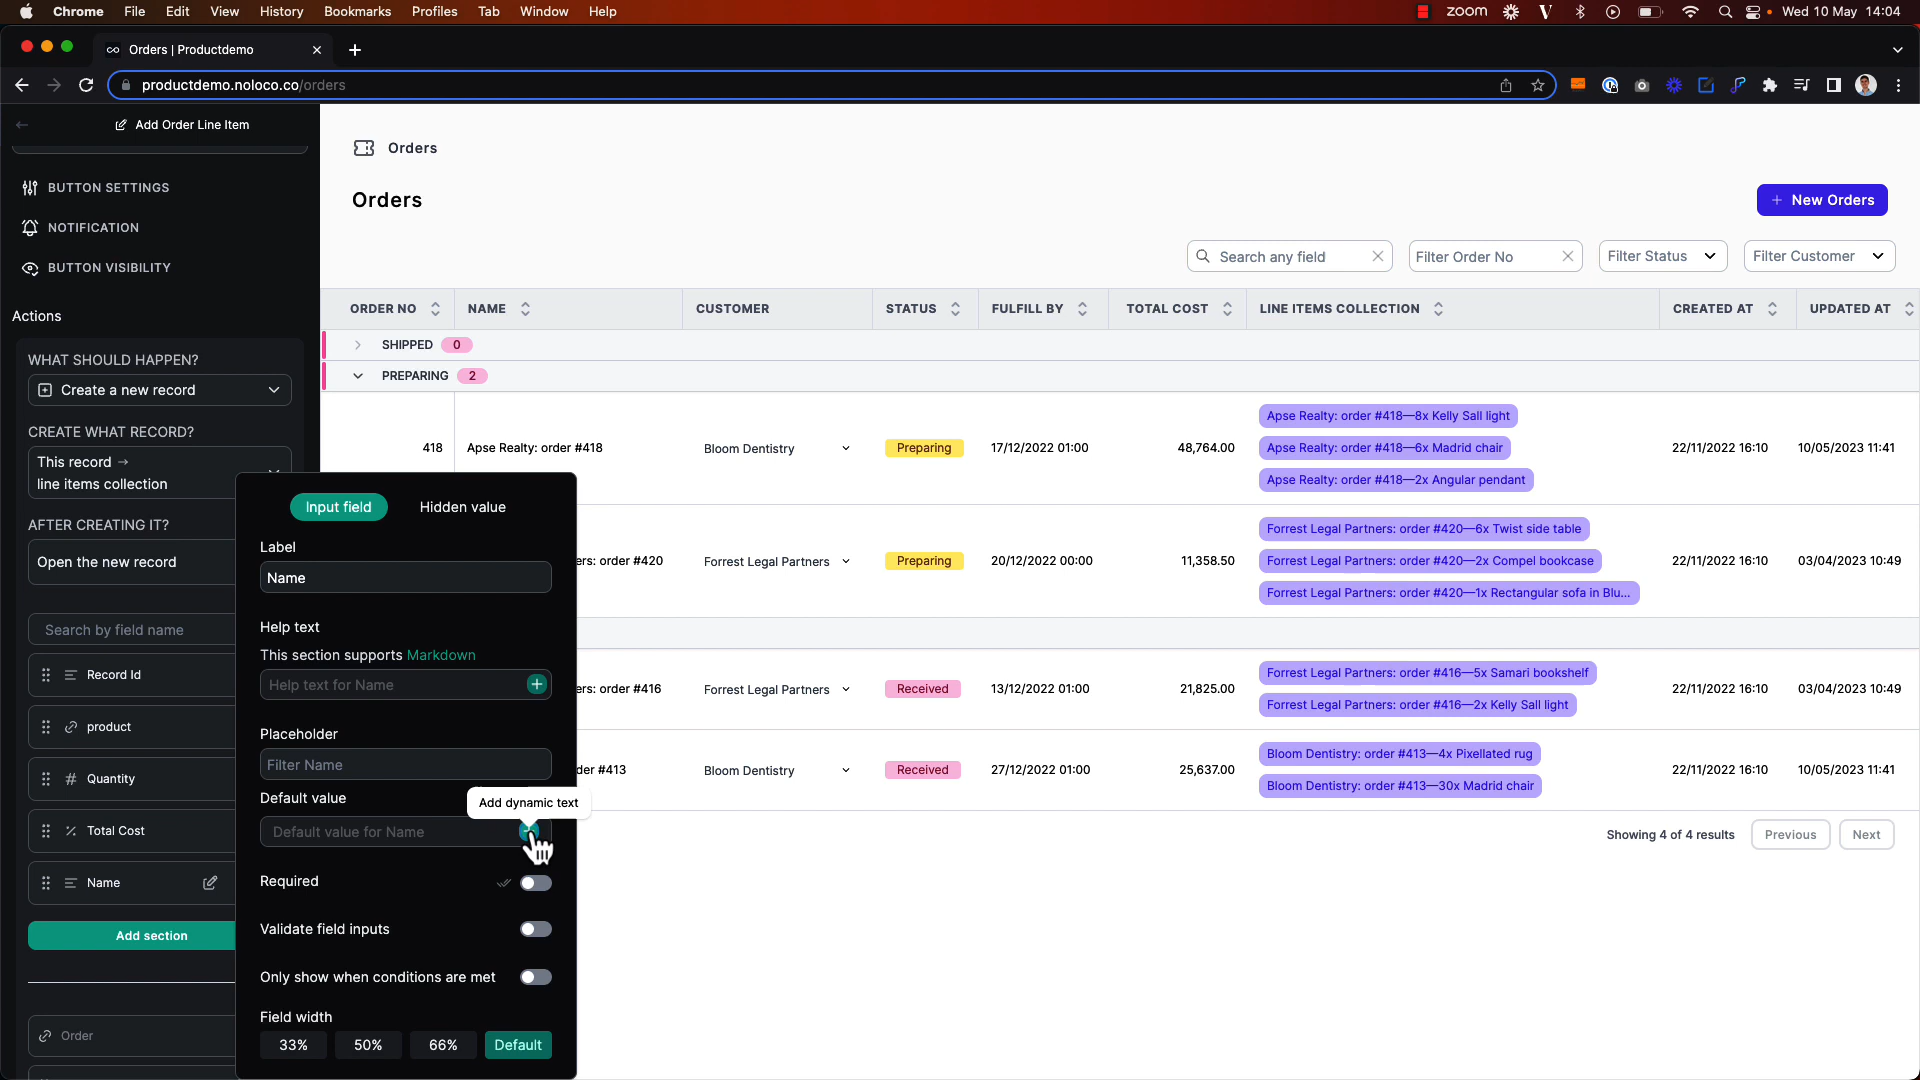 Chrome File Edit View History Bookmarks Profiles Tab Window Help
zoom Wed 10 May 14:04
Orders | Productdemo
productdemo.noloco.co/orders
Add Order Line Item
BUTTON SETTINGS
NOTIFICATION
BUTTON VISIBILITY
Actions
WHAT SHOULD HAPPEN?
Create a new record
CREATE WHAT RECORD?
This record →
line items collection
AFTER CREATING IT?
Open the new record
Search by field name
Record Id
product
Quantity
Total Cost
Name
Add section
Order
Input field Hidden value
Label
Name
Help text
This section supports Markdown
Help text for Name
Placeholder
Filter Name
Default value
Add dynamic text
Default value for Name
Required
Validate field inputs
Only show when conditions are met
Field width
33% 50% 66% Default
Orders
Orders
+ New Orders
Search any field Filter Order No Filter Status Filter Customer
ORDER NO NAME CUSTOMER STATUS FULFILL BY TOTAL COST LINE ITEMS COLLECTION CREATED AT UPDATED AT
SHIPPED 0
PREPARING 2
418 Apse Realty: order #418 Bloom Dentistry Preparing 17/12/2022 01:00 48,764.00 22/11/2022 16:10 10/05/2023 11:41
Apse Realty: order #418—8x Kelly Sall light
Apse Realty: order #418—6x Madrid chair
Apse Realty: order #418—2x Angular pendant
ers: order #420 Forrest Legal Partners Preparing 20/12/2022 00:00 11,358.50 22/11/2022 16:10 03/04/2023 10:49
Forrest Legal Partners: order #420—6x Twist side table
Forrest Legal Partners: order #420—2x Compel bookcase
Forrest Legal Partners: order #420—1x Rectangular sofa in Blu...
ers: order #416 Forrest Legal Partners Received 13/12/2022 01:00 21,825.00 22/11/2022 16:10 03/04/2023 10:49
Forrest Legal Partners: order #416—5x Samari bookshelf
Forrest Legal Partners: order #416—2x Kelly Sall light
der #413 Bloom Dentistry Received 27/12/2022 01:00 25,637.00 22/11/2022 16:10 10/05/2023 11:41
Bloom Dentistry: order #413—4x Pixellated rug
Bloom Dentistry: order #413—30x Madrid chair
Showing 4 of 4 results Previous Next